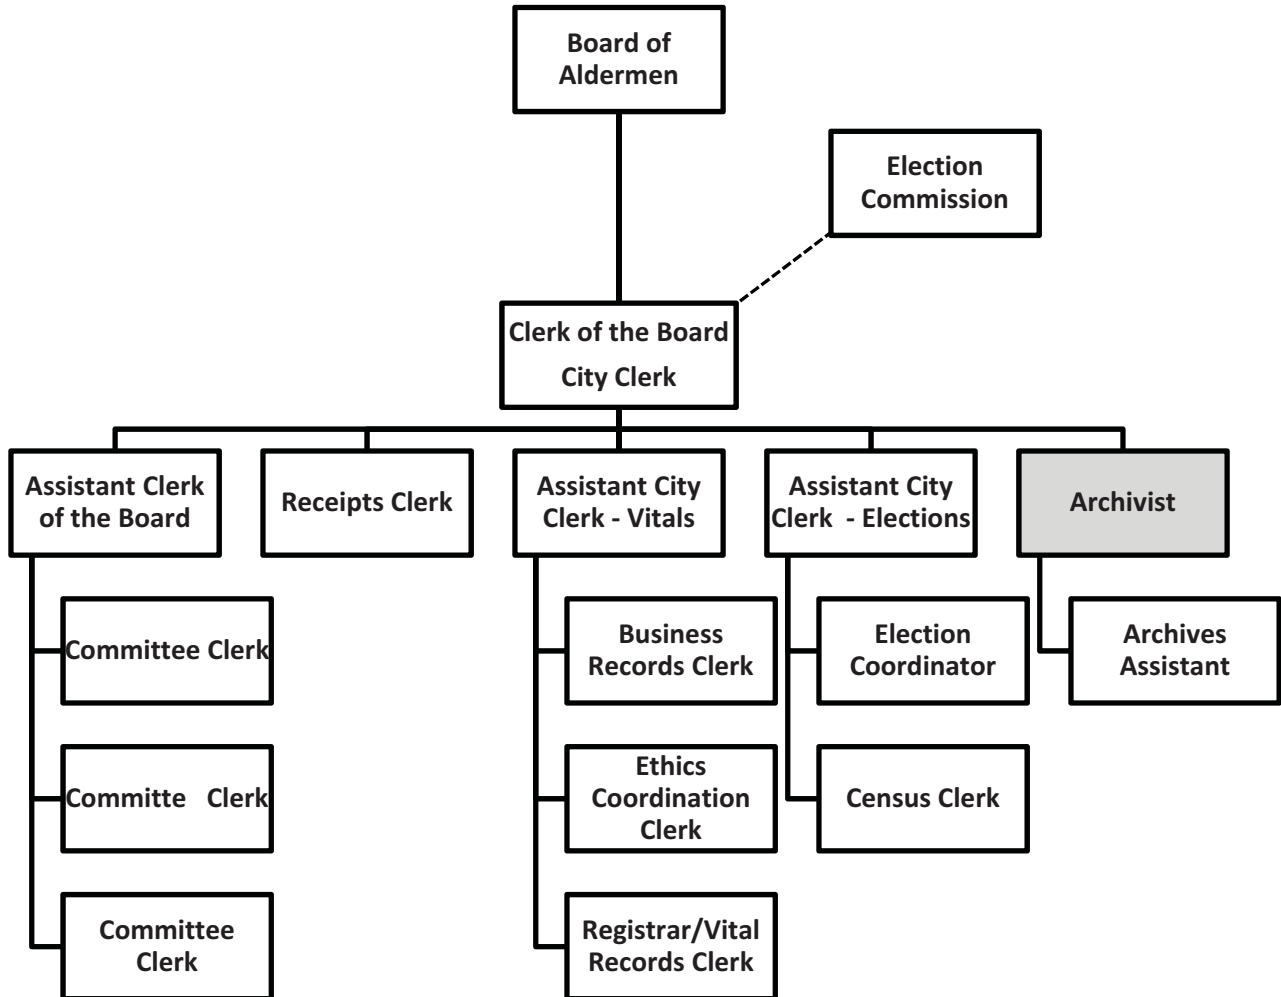 Board of
Aldermen
Election
Commission
Clerk of the Board
City Clerk
Assistant Clerk
of the Board
Receipts Clerk
Assistant City
Clerk - Vitals
Assistant City
Clerk - Elections
Archivist
Committee Clerk
Business
Records Clerk
Election
Coordinator
Archives
Assistant
Committe Clerk
Ethics
Coordination
Clerk
Census Clerk
Committee
Clerk
Registrar/Vital
Records Clerk